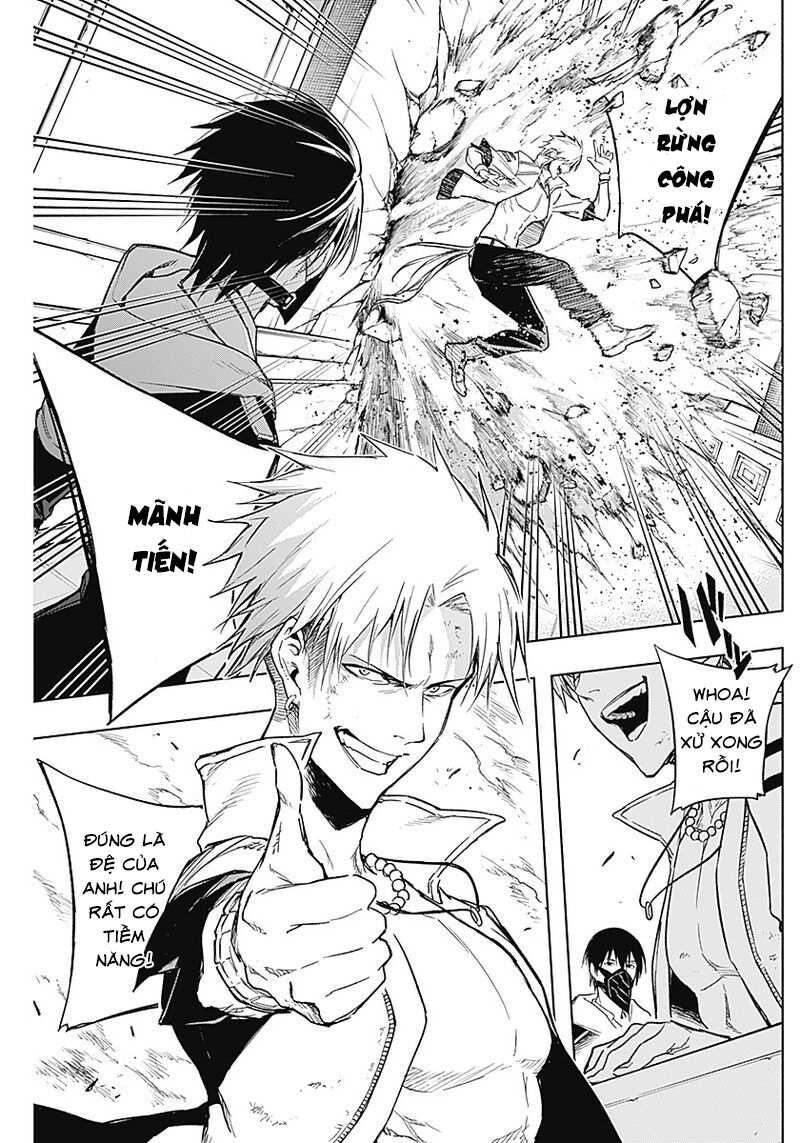 LỢN
RỪNG
CÔNG
PHÁ!
MÃNH
TIẾN!
WHOA!
CẬU ĐÃ
XỬ XONG
RỒI!
ĐÚNG LÀ
ĐỆ CỦA
ANH! CHÚ
RẤT CÓ
TIỀM
NĂNG!